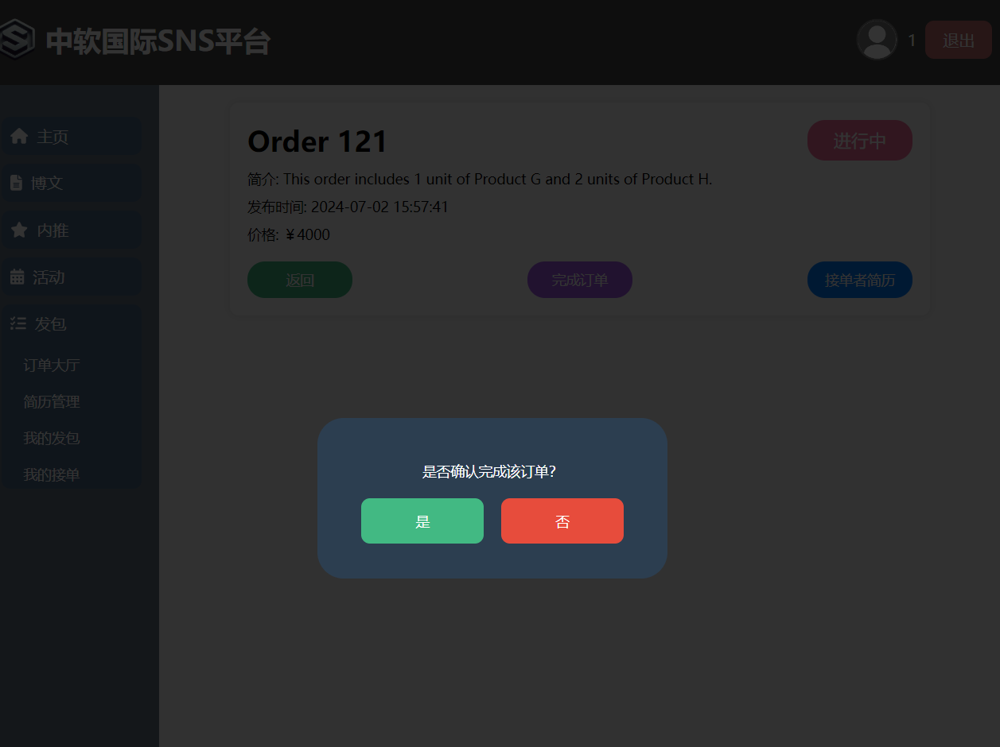 中软国际SNS平台
1
退出
主页
博文
内推
活动
发包
订单大厅
简历管理
我的发包
我的接单
Order 121
进行中
简介: This order includes 1 unit of Product G and 2 units of Product H.
发布时间: 2024-07-02 15:57:41
价格: ￥4000
返回
完成订单
接单者简历
是否确认完成该订单?
是
否